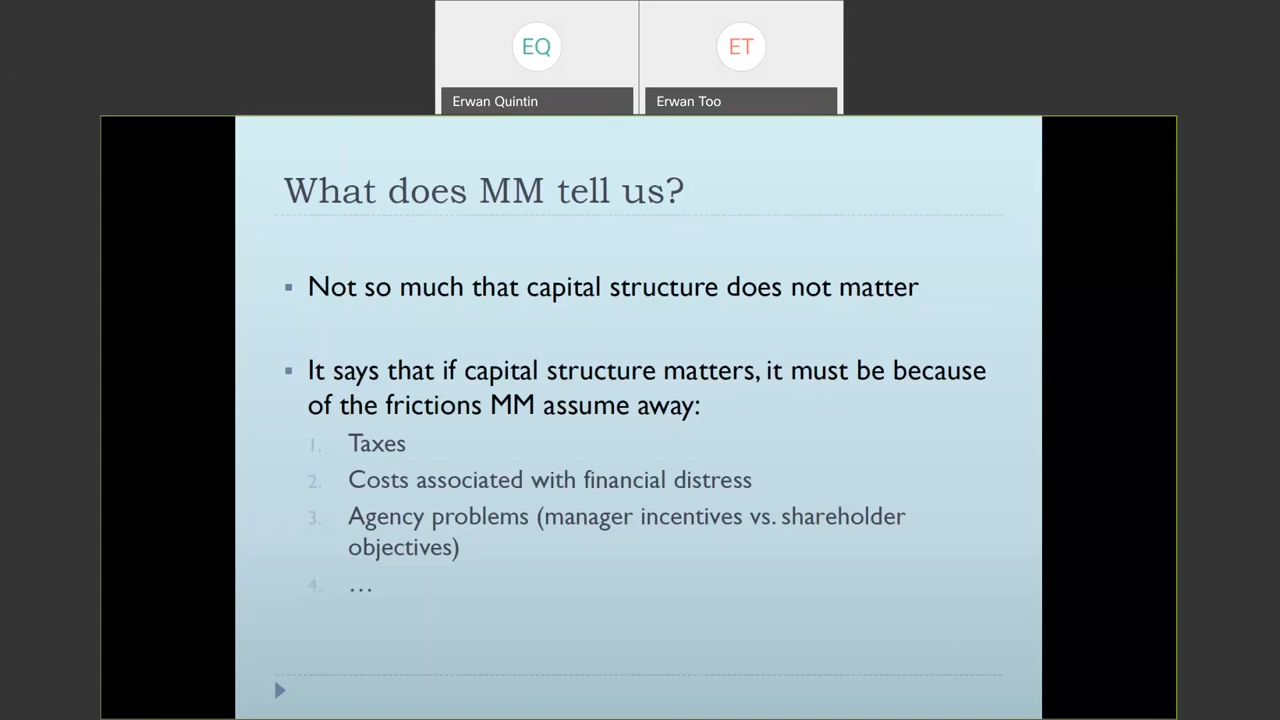 EQ
ET
Erwan Quintin
Erwan Too
What does MM tell us?
Not so much that capital structure does not matter
It says that if capital structure matters, it must be because
of the frictions MM assume away:
1. Taxes
2. Costs associated with financial distress
3. Agency problems (manager incentives vs. shareholder
objectives)
4. …